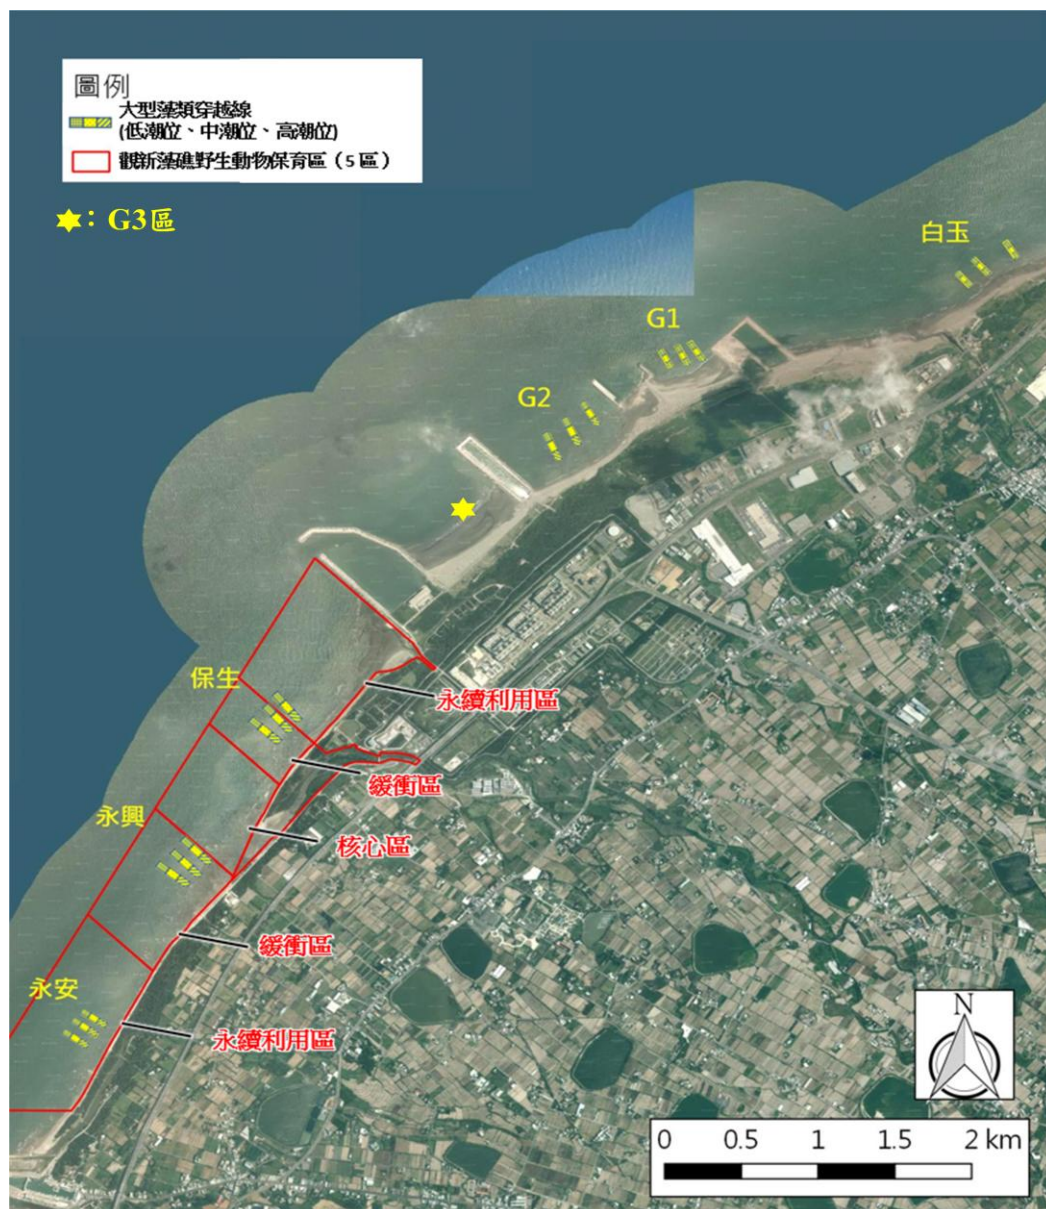 圖例
大型藻類穿越線
(低潮位、中潮位、高潮位)
觀新藻礁野生動物保育區（5 區）
：G3區
白玉
G1
G2
保生
永續利用區
緩衝區
永興
核心區
緩衝區
永安
永續利用區
N
0 0.5 1 1.5 2 km